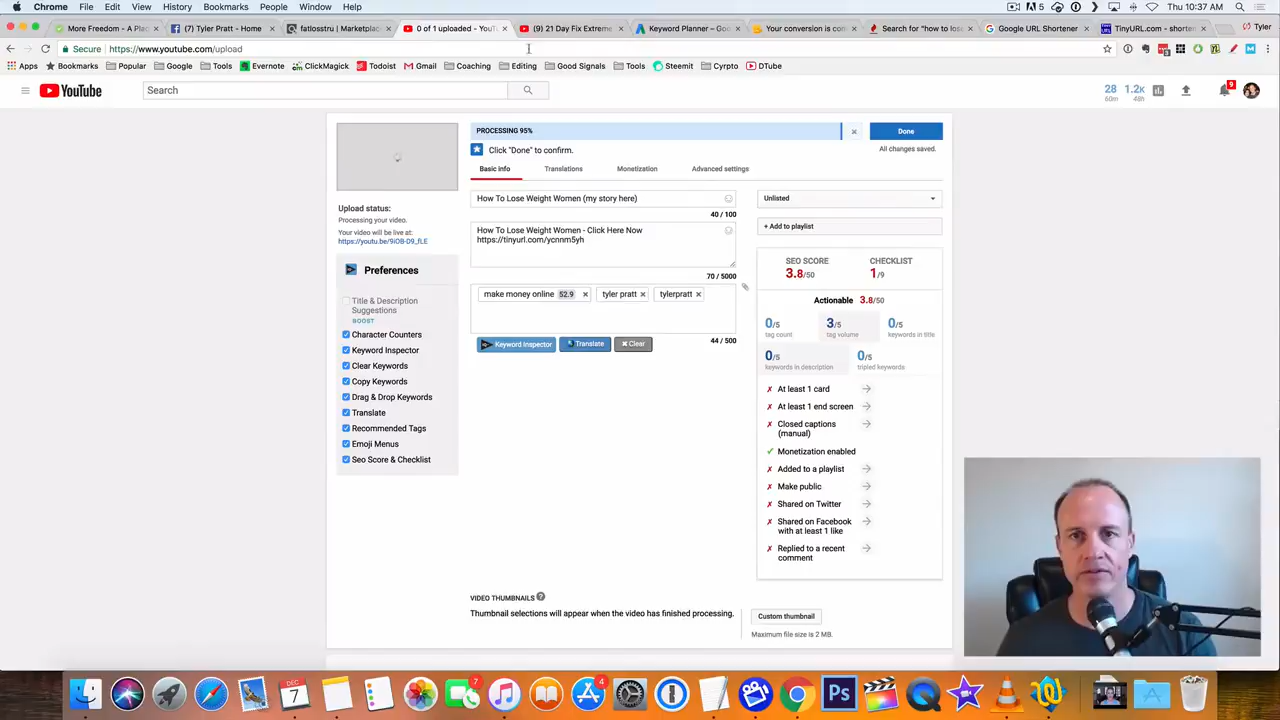 Chrome File Edit View History Bookmarks People Window Help
5
Thu 10:37 AM
More Freedom - A Plac
(7) Tyler Pratt - Home
fatlosstru | Marketplac
0 of 1 uploaded - YouTu
(9) 21 Day Fix Extreme
Keyword Planner – Goo
Your conversion is com
Search for "how to lose
Google URL Shortener
TinyURL.com - shorten
Tyler
Secure https://www.youtube.com/upload
Apps Bookmarks Popular Google Tools Evernote ClickMagick Todoist Gmail Coaching Editing Good Signals Tools Steemit Cyrpto DTube
YouTube
Search
28
60m
1.2K
48h
9
PROCESSING 95%
Done
Click "Done" to confirm.
All changes saved.
Basic info Translations Monetization Advanced settings
Upload status:
Processing your video.
Your video will be live at:
https://youtu.be/9iOB-D9_fLE
How To Lose Weight Women (my story here)
40 / 100
How To Lose Weight Women - Click Here Now
https://tinyurl.com/ycnnm5yh
70 / 5000
make money online 52.9
tyler pratt
tylerpratt
Keyword Inspector
Translate
Clear
44 / 500
Unlisted
+ Add to playlist
Preferences
Title & Description
Suggestions
BOOST
Character Counters
Keyword Inspector
Clear Keywords
Copy Keywords
Drag & Drop Keywords
Translate
Recommended Tags
Emoji Menus
Seo Score & Checklist
SEO SCORE
3.8/50
CHECKLIST
1/9
Actionable 3.8/50
0/5
tag count
3/5
tag volume
0/5
keywords in title
0/5
keywords in description
0/5
tripled keywords
At least 1 card
At least 1 end screen
Closed captions
(manual)
Monetization enabled
Added to a playlist
Make public
Shared on Twitter
Shared on Facebook
with at least 1 like
Replied to a recent
comment
VIDEO THUMBNAILS
Thumbnail selections will appear when the video has finished processing.
Custom thumbnail
Maximum file size is 2 MB.
DEC
7
7
4
Ps